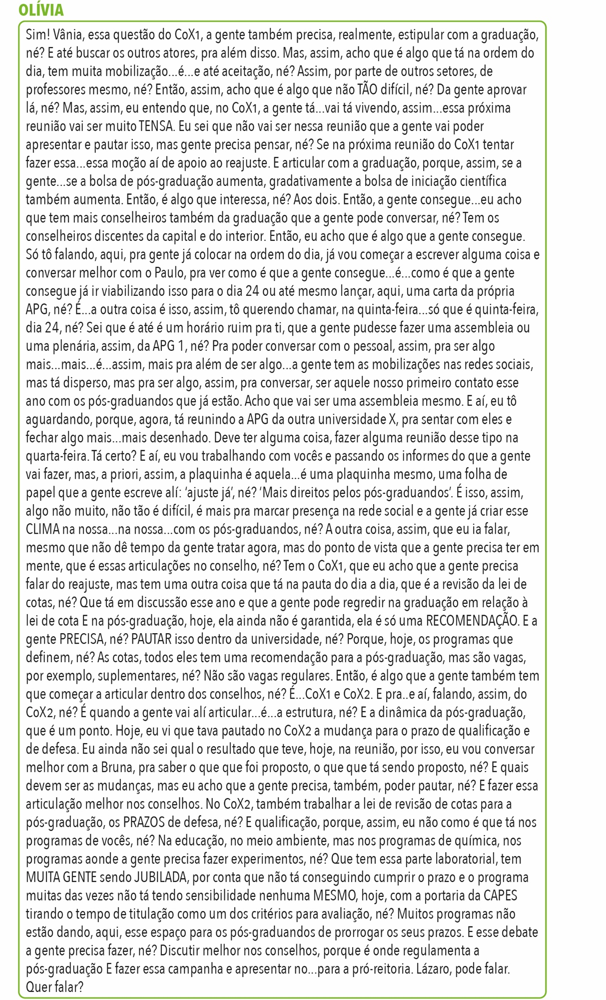 OLÍVIA
Sim! Vânia, essa questão do CoX1, a gente também precisa, realmente, estipular com a graduação,
né? E até buscar os outros atores, pra além disso. Mas, assim, acho que é algo que tá na ordem do
dia, tem muita mobilização...é...e até aceitação, né? Assim, por parte de outros setores, de
professores mesmo, né? Então, assim, acho que é algo que não TÃO difícil, né? Da gente aprovar
lá, né? Mas, assim, eu entendo que, no CoX1, a gente tá...vai tá vivendo, assim...essa próxima
reunião vai ser muito TENSA. Eu sei que não vai ser nessa reunião que a gente vai poder
apresentar e pautar isso, mas gente precisa pensar, né? Se na próxima reunião do CoX1 tentar
fazer essa...essa moção aí de apoio ao reajuste. E articular com a graduação, porque, assim, se a
gente...se a bolsa de pós-graduação aumenta, gradativamente a bolsa de iniciação científica
também aumenta. Então, é algo que interessa, né? Aos dois. Então, a gente consegue...eu acho
que tem mais conselheiros também da graduação que a gente pode conversar, né? Tem os
conselheiros discentes da capital e do interior. Então, eu acho que é algo que a gente consegue.
Só tô falando, aqui, pra gente já colocar na ordem do dia, já vou começar a escrever alguma coisa e
conversar melhor com o Paulo, pra ver como é que a gente consegue...é...como é que a gente
consegue já ir viabilizando isso para o dia 24 ou até mesmo lançar, aqui, uma carta da própria
APG, né? É...a outra coisa é isso, assim, tô querendo chamar, na quinta-feira...só que é quinta-feira,
dia 24, né? Sei que é até é um horário ruim pra ti, que a gente pudesse fazer uma assembleia ou
uma plenária, assim, da APG 1, né? Pra poder conversar com o pessoal, assim, pra ser algo
mais...mais...é...assim, mais pra além de ser algo...a gente tem as mobilizações nas redes sociais,
mas tá disperso, mas pra ser algo, assim, pra conversar, ser aquele nosso primeiro contato esse
ano com os pós-graduandos que já estão. Acho que vai ser uma assembleia mesmo. E aí, eu tô
aguardando, porque, agora, tá reunindo a APG da outra universidade X, pra sentar com eles e
fechar algo mais...mais desenhado. Deve ter alguma coisa, fazer alguma reunião desse tipo na
quarta-feira. Tá certo? E aí, eu vou trabalhando com vocês e passando os informes do que a gente
vai fazer, mas, a priori, assim, a plaquinha é aquela...é uma plaquinha mesmo, uma folha de
papel que a gente escreve alí: ‘ajuste já’, né? ‘Mais direitos pelos pós-graduandos’. É isso, assim,
algo não muito, não tão é difícil, é mais pra marcar presença na rede social e a gente já criar esse
CLIMA na nossa...na nossa...com os pós-graduandos, né? A outra coisa, assim, que eu ia falar,
mesmo que não dê tempo da gente tratar agora, mas do ponto de vista que a gente precisa ter em
mente, que é essas articulações no conselho, né? Tem o CoX1, que eu acho que a gente precisa
falar do reajuste, mas tem uma outra coisa que tá na pauta do dia a dia, que é a revisão da lei de
cotas, né? Que tá em discussão esse ano e que a gente pode regredir na graduação em relação à
lei de cota E na pós-graduação, hoje, ela ainda não é garantida, ela é só uma RECOMENDAÇÃO. E a
gente PRECISA, né? PAUTAR isso dentro da universidade, né? Porque, hoje, os programas que
definem, né? As cotas, todos eles tem uma recomendação para a pós-graduação, mas são vagas,
por exemplo, suplementares, né? Não são vagas regulares. Então, é algo que a gente também tem
que começar a articular dentro dos conselhos, né? É...CoX1 e CoX2. E pra..e aí, falando, assim, do
CoX2, né? É quando a gente vai alí articular...é...a estrutura, né? E a dinâmica da pós-graduação,
que é um ponto. Hoje, eu vi que tava pautado no CoX2 a mudança para o prazo de qualificação e
de defesa. Eu ainda não sei qual o resultado que teve, hoje, na reunião, por isso, eu vou conversar
melhor com a Bruna, pra saber o que que foi proposto, o que que tá sendo proposto, né? E quais
devem ser as mudanças, mas eu acho que a gente precisa, também, poder pautar, né? E fazer essa
articulação melhor nos conselhos. No CoX2, também trabalhar a lei de revisão de cotas para a
pós-graduação, os PRAZOS de defesa, né? E qualificação, porque, assim, eu não como é que tá nos
programas de vocês, né? Na educação, no meio ambiente, mas nos programas de química, nos
programas aonde a gente precisa fazer experimentos, né? Que tem essa parte laboratorial, tem
MUITA GENTE sendo JUBILADA, por conta que não tá conseguindo cumprir o prazo e o programa
muitas das vezes não tá tendo sensibilidade nenhuma MESMO, hoje, com a portaria da CAPES
tirando o tempo de titulação como um dos critérios para avaliação, né? Muitos programas não
estão dando, aqui, esse espaço para os pós-graduandos de prorrogar os seus prazos. E esse debate
a gente precisa fazer, né? Discutir melhor nos conselhos, porque é onde regulamenta a
pós-graduação E fazer essa campanha e apresentar no...para a pró-reitoria. Lázaro, pode falar.
Quer falar?